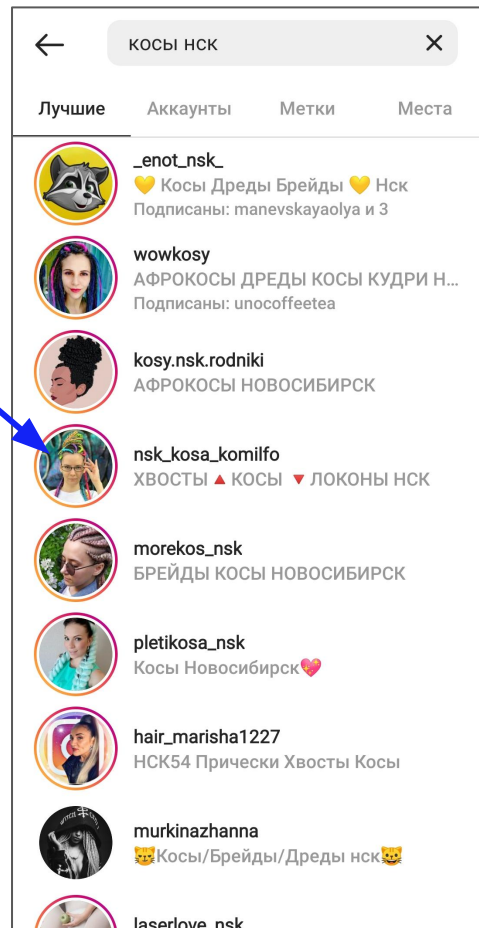 косы нск
Лучшие Аккаунты Метки Места
_enot_nsk_
💛 Косы Дреды Брейды 💛 Нск
Подписаны: manevskayaolya и 3
wowkosy
АФРОКОСЫ ДРЕДЫ КОСЫ КУДРИ Н...
Подписаны: unocoffeetea
kosy.nsk.rodniki
АФРОКОСЫ НОВОСИБИРСК
nsk_kosa_komilfo
ХВОСТЫ🔺КОСЫ 🔻ЛОКОНЫ НСК
morekos_nsk
БРЕЙДЫ КОСЫ НОВОСИБИРСК
pletikosa_nsk
Косы Новосибирск💖
hair_marisha1227
НСК54 Прически Хвосты Косы
murkinazhanna
😼Косы/Брейды/Дреды нск😼
laserlove_nsk